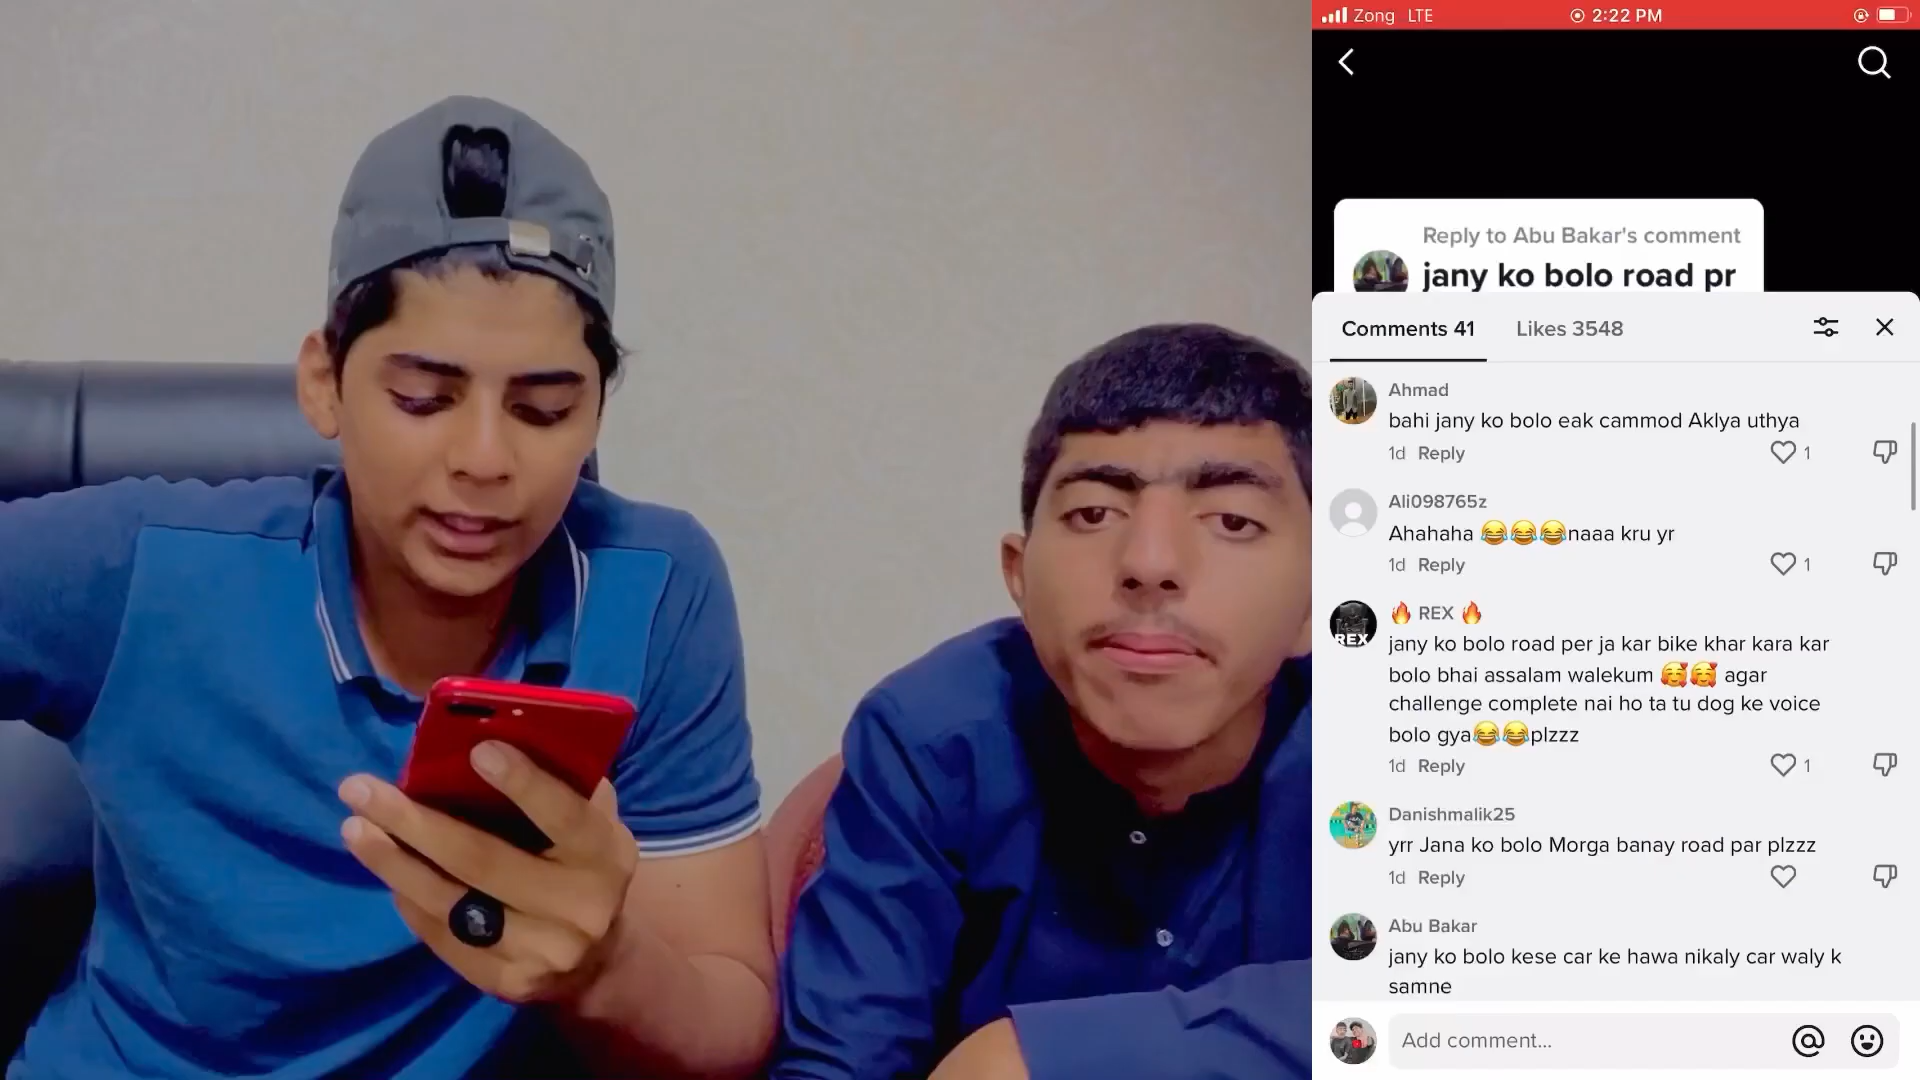 Zong LTE 2:22 PM
Reply to Abu Bakar's comment
jany ko bolo road pr
Comments 41 Likes 3548
Ahmad
bahi jany ko bolo eak cammod Aklya uthya
1d Reply 1
Ali098765z
Ahahaha 😂😂😂naaa kru yr
1d Reply 1
🔥 REX 🔥
REX
jany ko bolo road per ja kar bike khar kara kar
bolo bhai assalam walekum 🥰🥰 agar
challenge complete nai ho ta tu dog ke voice
bolo gya😂😂plzzz
1d Reply 1
Danishmalik25
yrr Jana ko bolo Morga banay road par plzzz
1d Reply
Abu Bakar
jany ko bolo kese car ke hawa nikaly car waly k
samne
Add comment...